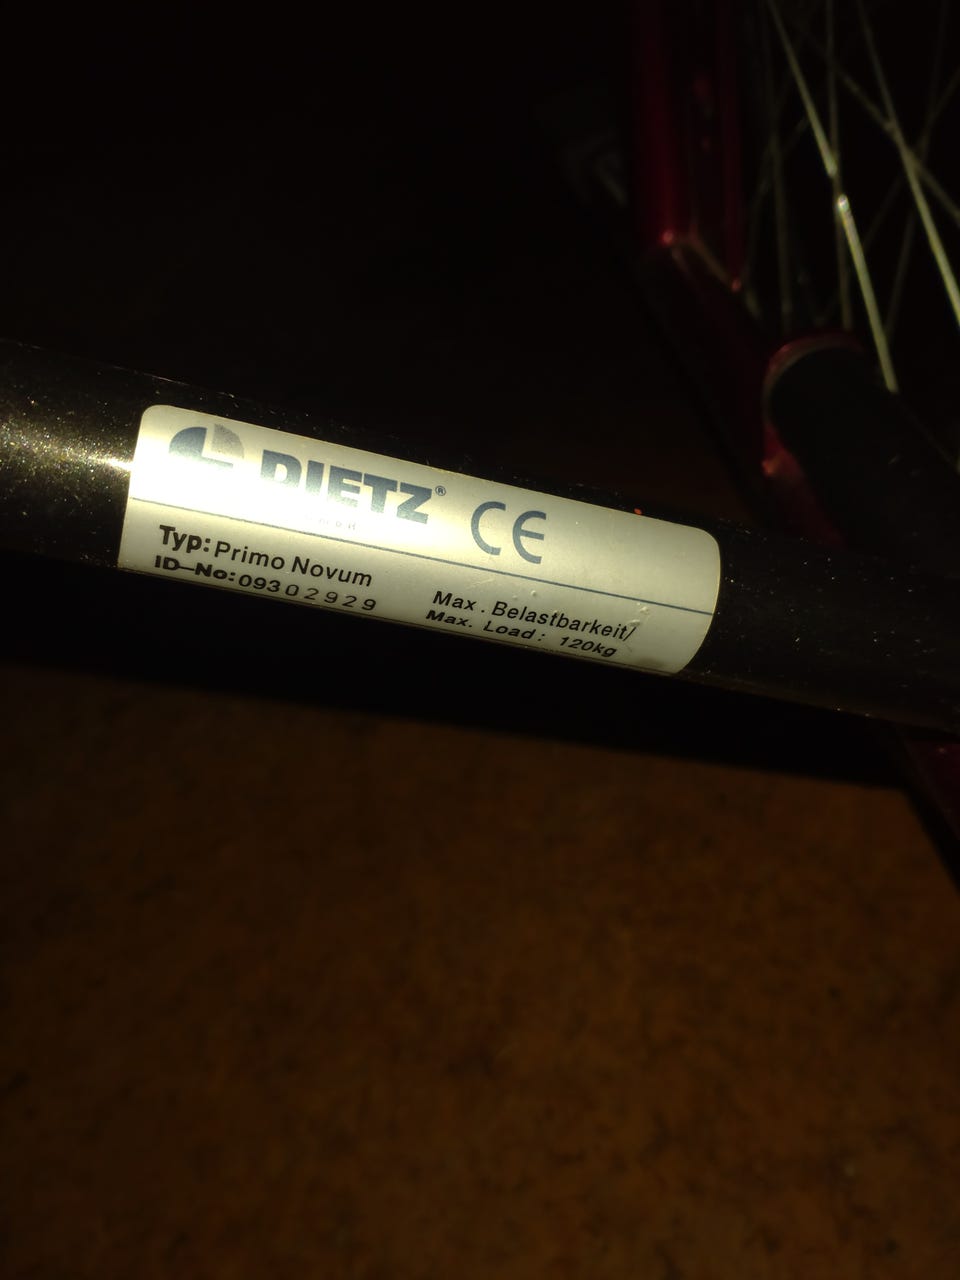 DIETZ® CE
Typ: Primo Novum
ID-No: 09302929
Max. Belastbarkeit/
Max. Load: 120kg